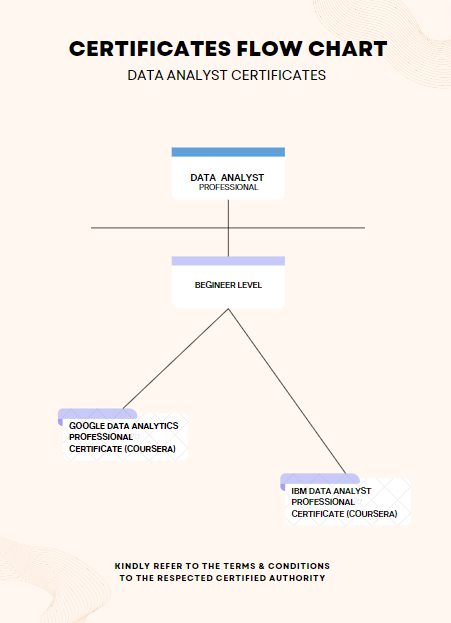 CERTIFICATES FLOW CHART
DATA ANALYST CERTIFICATES
DATA ANALYST
PROFESSIONAL
BEGINEER LEVEL
GOOGLE DATA ANALYTICS
PROFESSIONAL
CERTIFICATE (COURSERA)
IBM DATA ANALYST
PROFESSIONAL
CERTIFICATE (COURSERA)
KINDLY REFER TO THE TERMS & CONDITIONS
TO THE RESPECTED CERTIFIED AUTHORITY